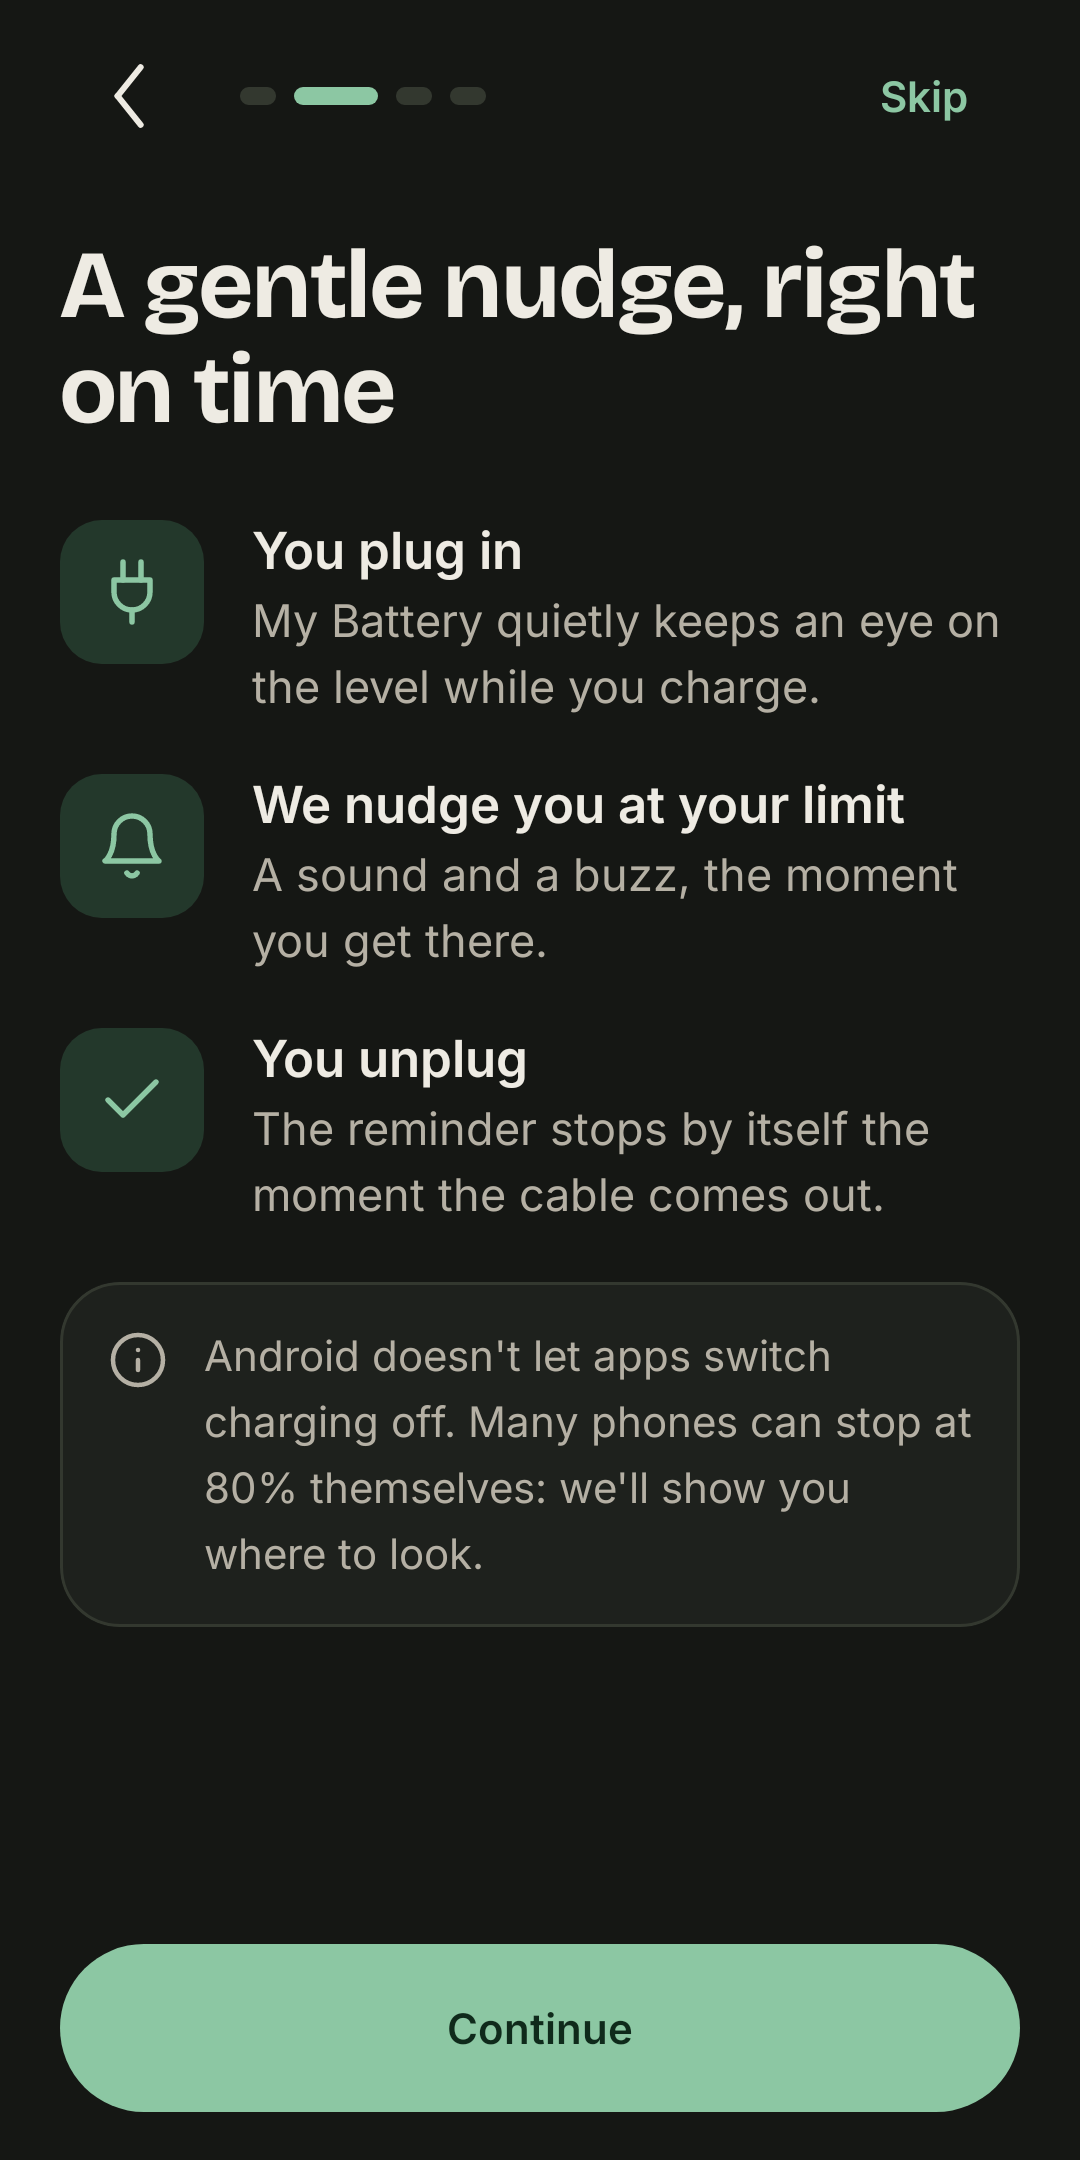 Skip
A gentle nudge, right
on time
You plug in
My Battery quietly keeps an eye on
the level while you charge.
We nudge you at your limit
A sound and a buzz, the moment
you get there.
You unplug
The reminder stops by itself the
moment the cable comes out.
Android doesn't let apps switch
charging off. Many phones can stop at
80% themselves: we'll show you
where to look.
Continue